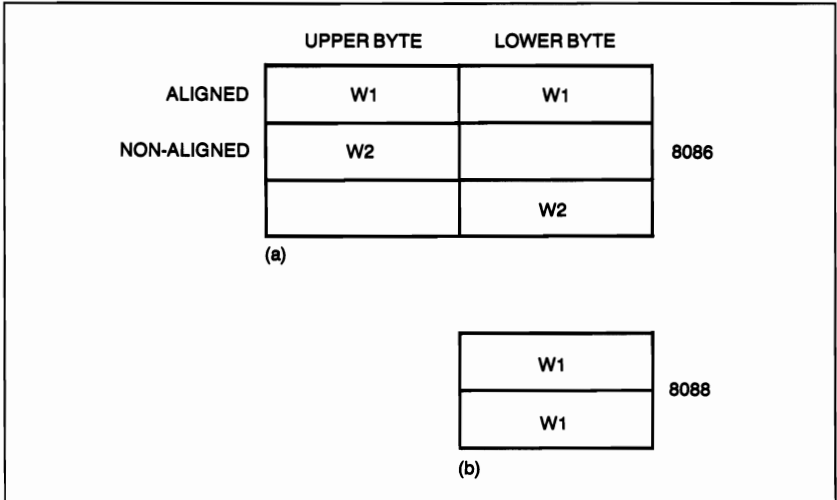 UPPER BYTE LOWER BYTE
ALIGNED W1 W1
NON-ALIGNED W2 8086
W2
(a)
W1
8088
W1
(b)